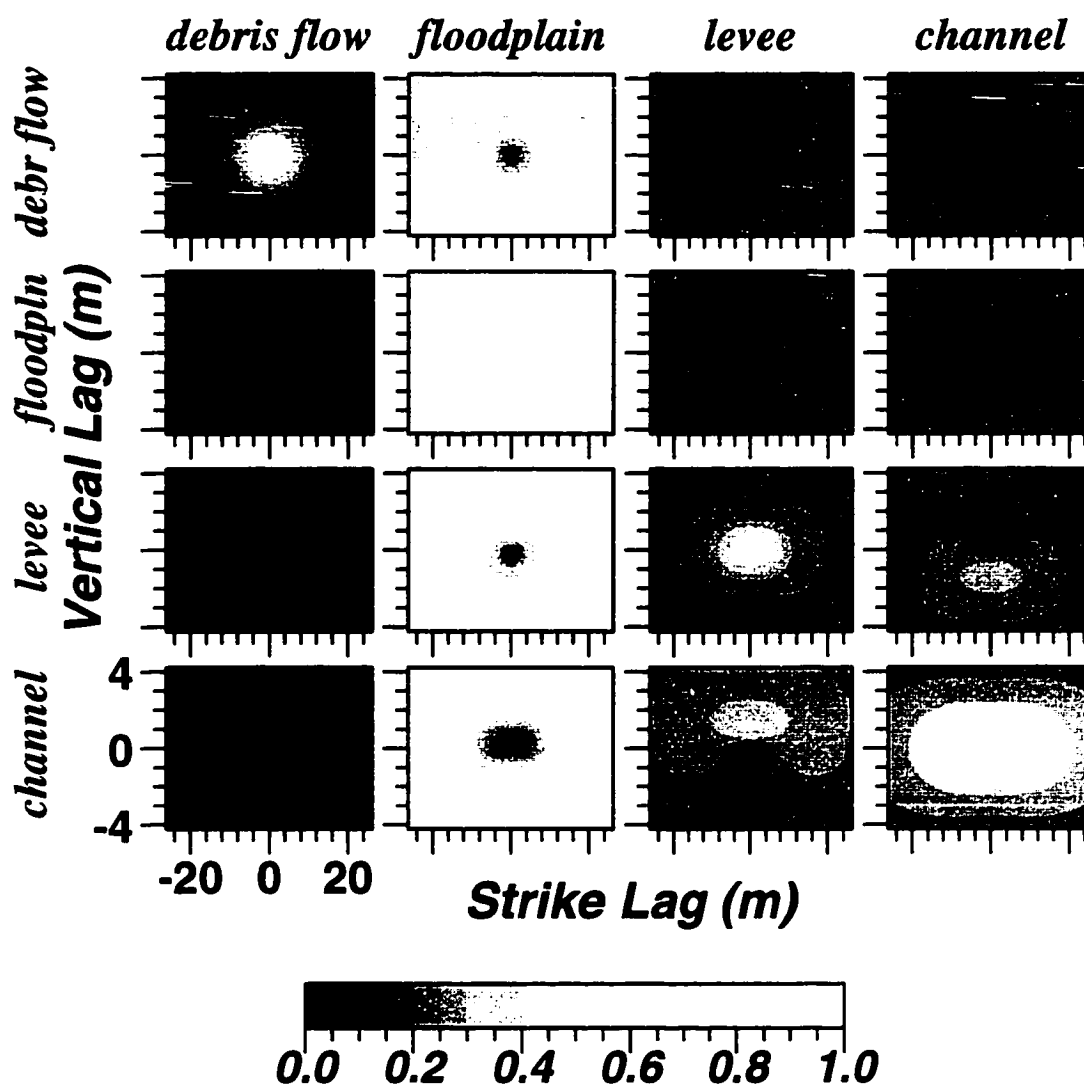 debris flow floodplain levee channel
debr flow
floodpln
levee
channel
Vertical Lag (m)
4
0
-4
-20 0 20
Strike Lag (m)
0.0 0.2 0.4 0.6 0.8 1.0